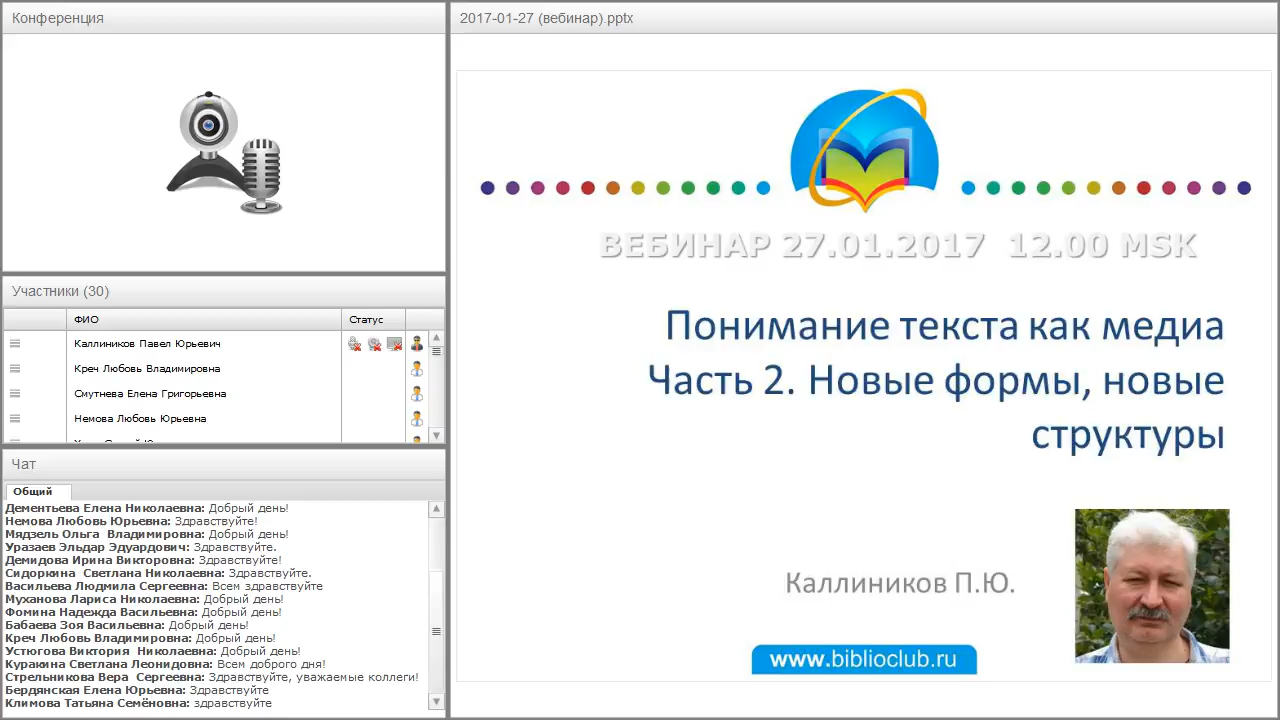 Конференция
2017-01-27 (вебинар).pptx
ВЕБИНАР 27.01.2017 12.00 MSK
Понимание текста как медиа
Часть 2. Новые формы, новые
структуры
Каллиников П.Ю.
www.biblioclub.ru
Участники (30)
ФИО
Статус
Каллиников Павел Юрьевич
Креч Любовь Владимировна
Смутнева Елена Григорьевна
Немова Любовь Юрьевна
Чат
Общий
Дементьева Елена Николаевна: Добрый день!
Немова Любовь Юрьевна: Здравствуйте!
Мядзель Ольга Владимировна: Добрый день!
Уразаев Эльдар Эдуардович: Здравствуйте.
Демидова Ирина Викторовна: Здравствуйте!
Сидоркина Светлана Николаевна: Здравствуйте.
Васильева Людмила Сергеевна: Всем здравствуйте
Муханова Лариса Николаевна: Добрый день!
Фомина Надежда Васильевна: Добрый день!
Бабаева Зоя Васильевна: Добрый день!
Креч Любовь Владимировна: Добрый день!
Устюгова Виктория Николаевна: Добрый день!
Куракина Светлана Леонидовна: Всем доброго дня!
Стрельникова Вера Сергеевна: Здравствуйте, уважаемые коллеги!
Бердянская Елена Юрьевна: Здравствуйте
Климова Татьяна Семёновна: здравствуйте